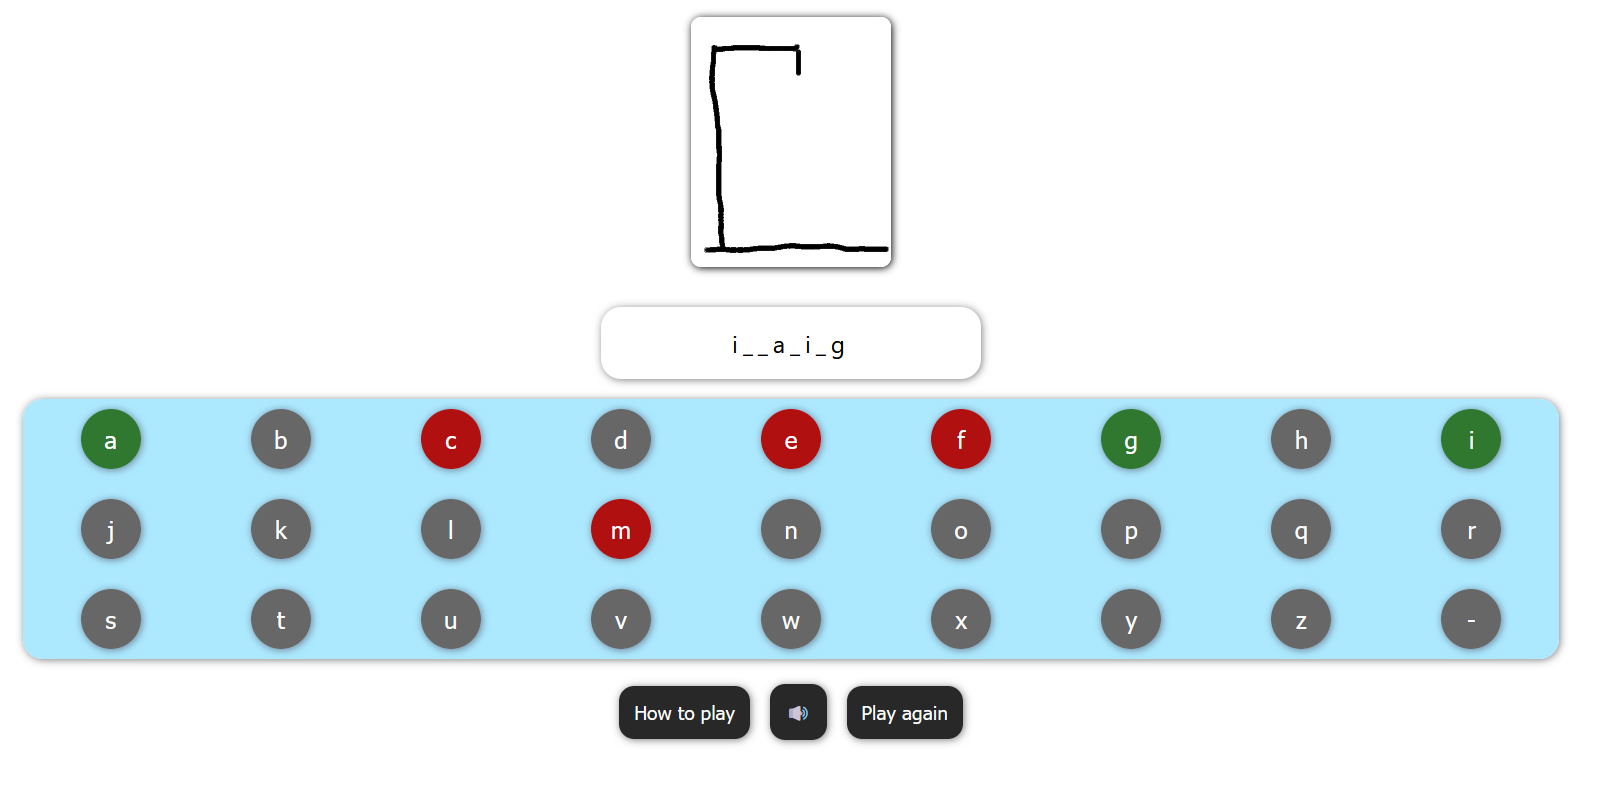 i _ _ a _ i _ g
a b c d e f g h i
j k l m n o p q r
s t u v w x y z -
How to play Play again